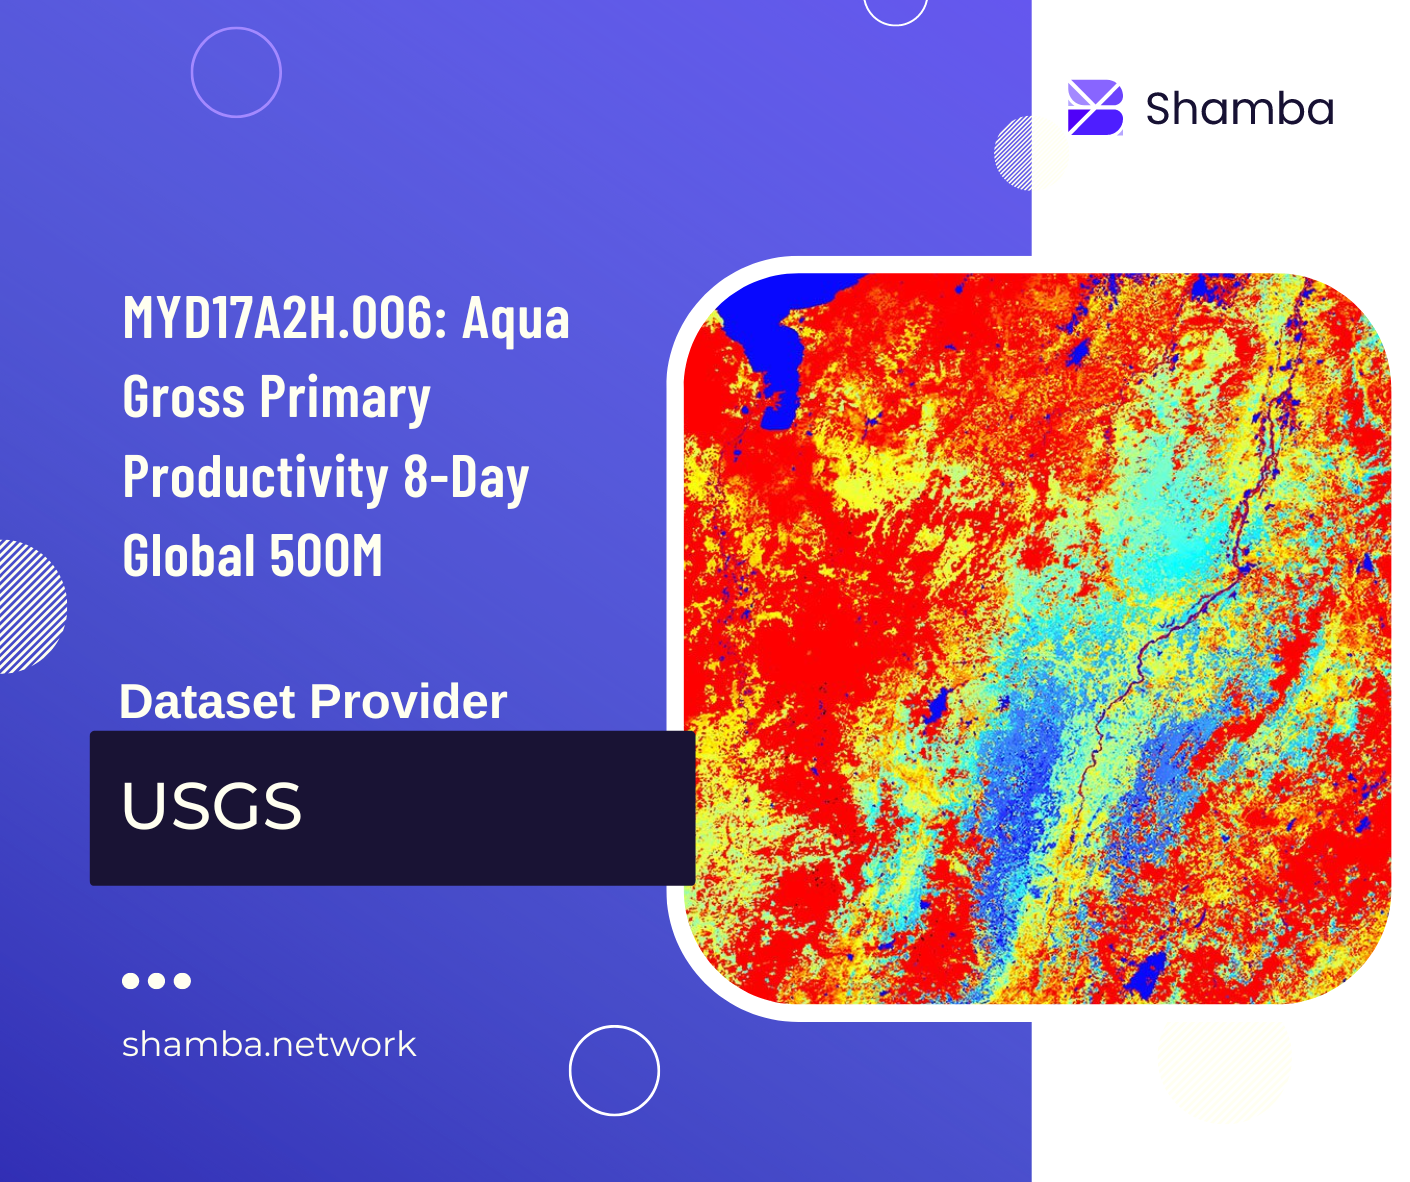 Shamba
MYD17A2H.006: Aqua
Gross Primary
Productivity 8-Day
Global 500M
Dataset Provider
USGS
shamba.network